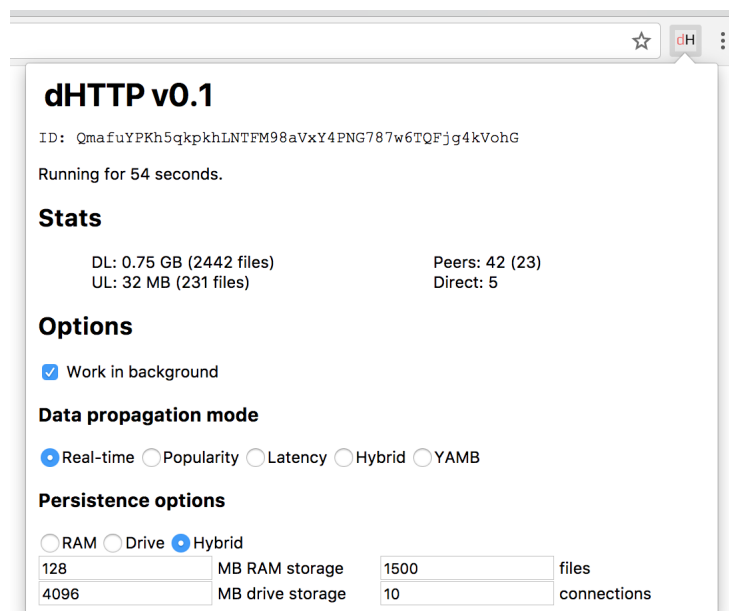 dH
dHTTP v0.1
ID: QmafuYPKh5qkpkhLNTFM98aVxY4PNG787w6TQFjg4kVohG
Running for 54 seconds.
Stats
DL: 0.75 GB (2442 files) Peers: 42 (23)
UL: 32 MB (231 files) Direct: 5
Options
Work in background
Data propagation mode
Real-time Popularity Latency Hybrid YAMB
Persistence options
RAM Drive Hybrid
128 MB RAM storage 1500 files
4096 MB drive storage 10 connections